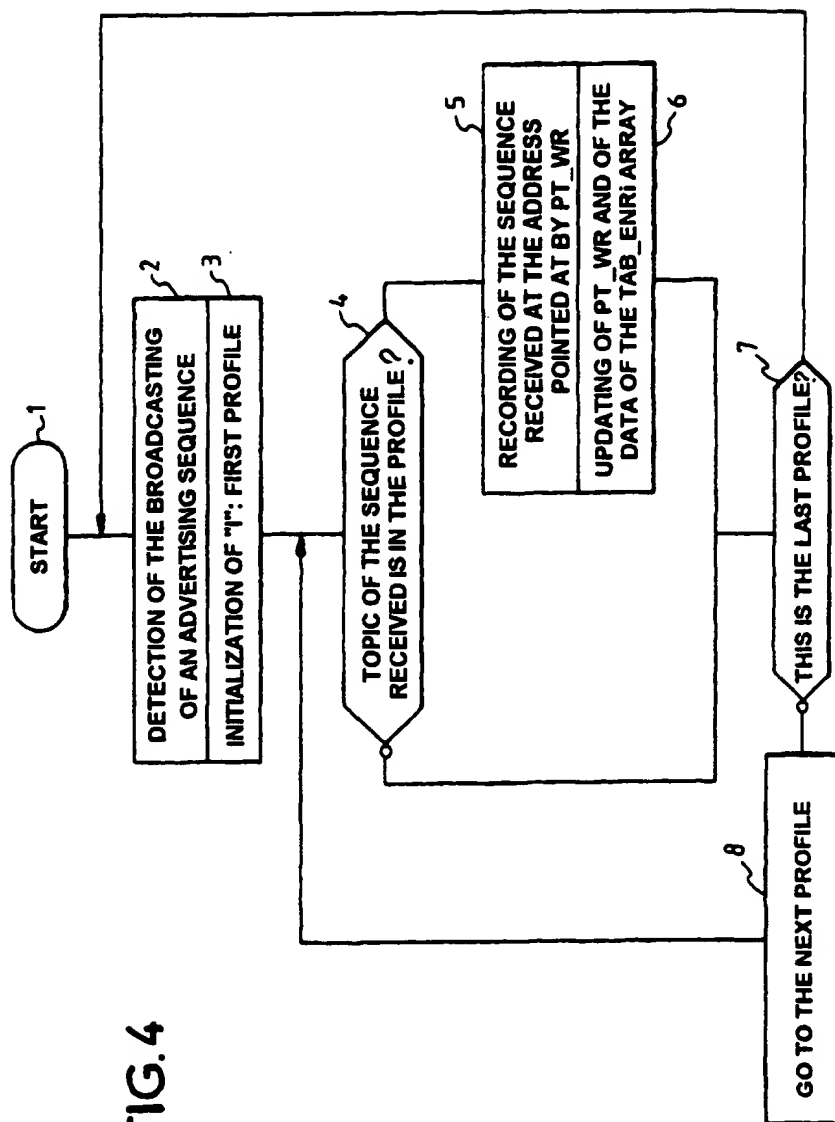 START
1
DETECTION OF THE BROADCASTING
OF AN ADVERTISING SEQUENCE
2
INITIALIZATION OF "I": FIRST PROFILE
3
TOPIC OF THE SEQUENCE
RECEIVED IS IN THE PROFILE?
4
RECORDING OF THE SEQUENCE
RECEIVED AT THE ADDRESS
POINTED AT BY PT_WR
5
UPDATING OF PT_WR AND OF THE
DATA OF THE TAB_ENRi ARRAY
6
THIS IS THE LAST PROFILE?
7
GO TO THE NEXT PROFILE
8
FIG.4